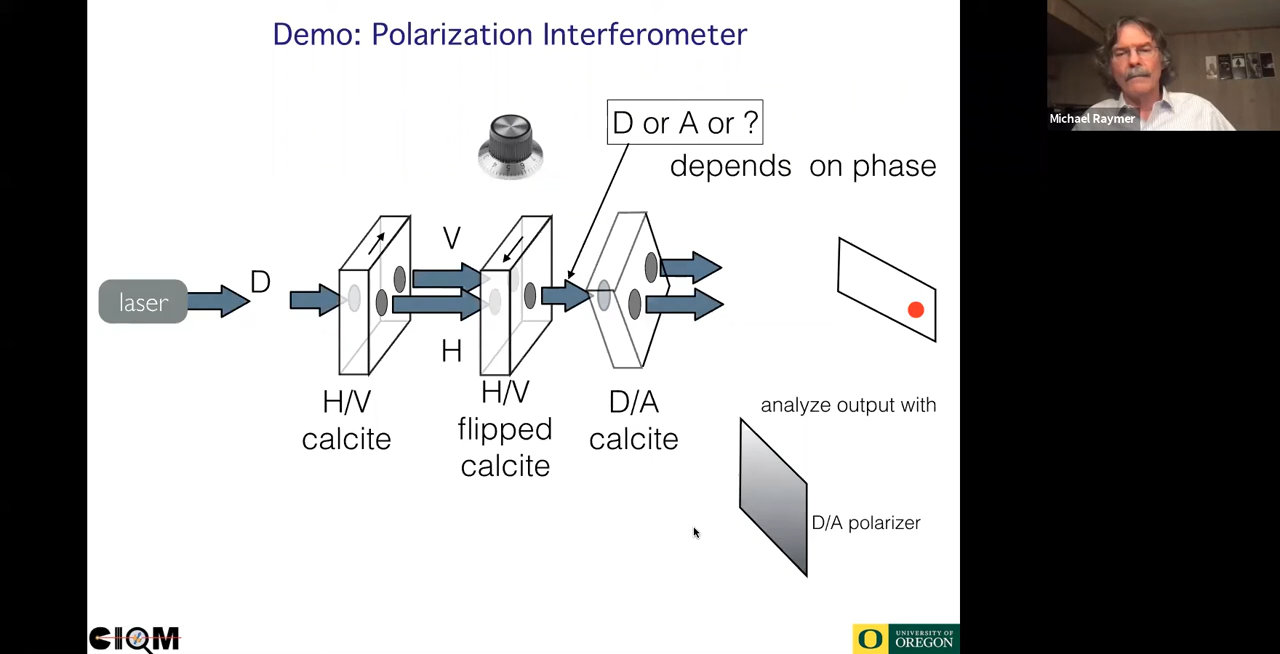 Demo: Polarization Interferometer
Michael Raymer
D or A or ?
depends on phase
V
D
laser
H
H/V
calcite
H/V
flipped
calcite
D/A
calcite
analyze output with
D/A polarizer
CIQM
O
UNIVERSITY OF
OREGON